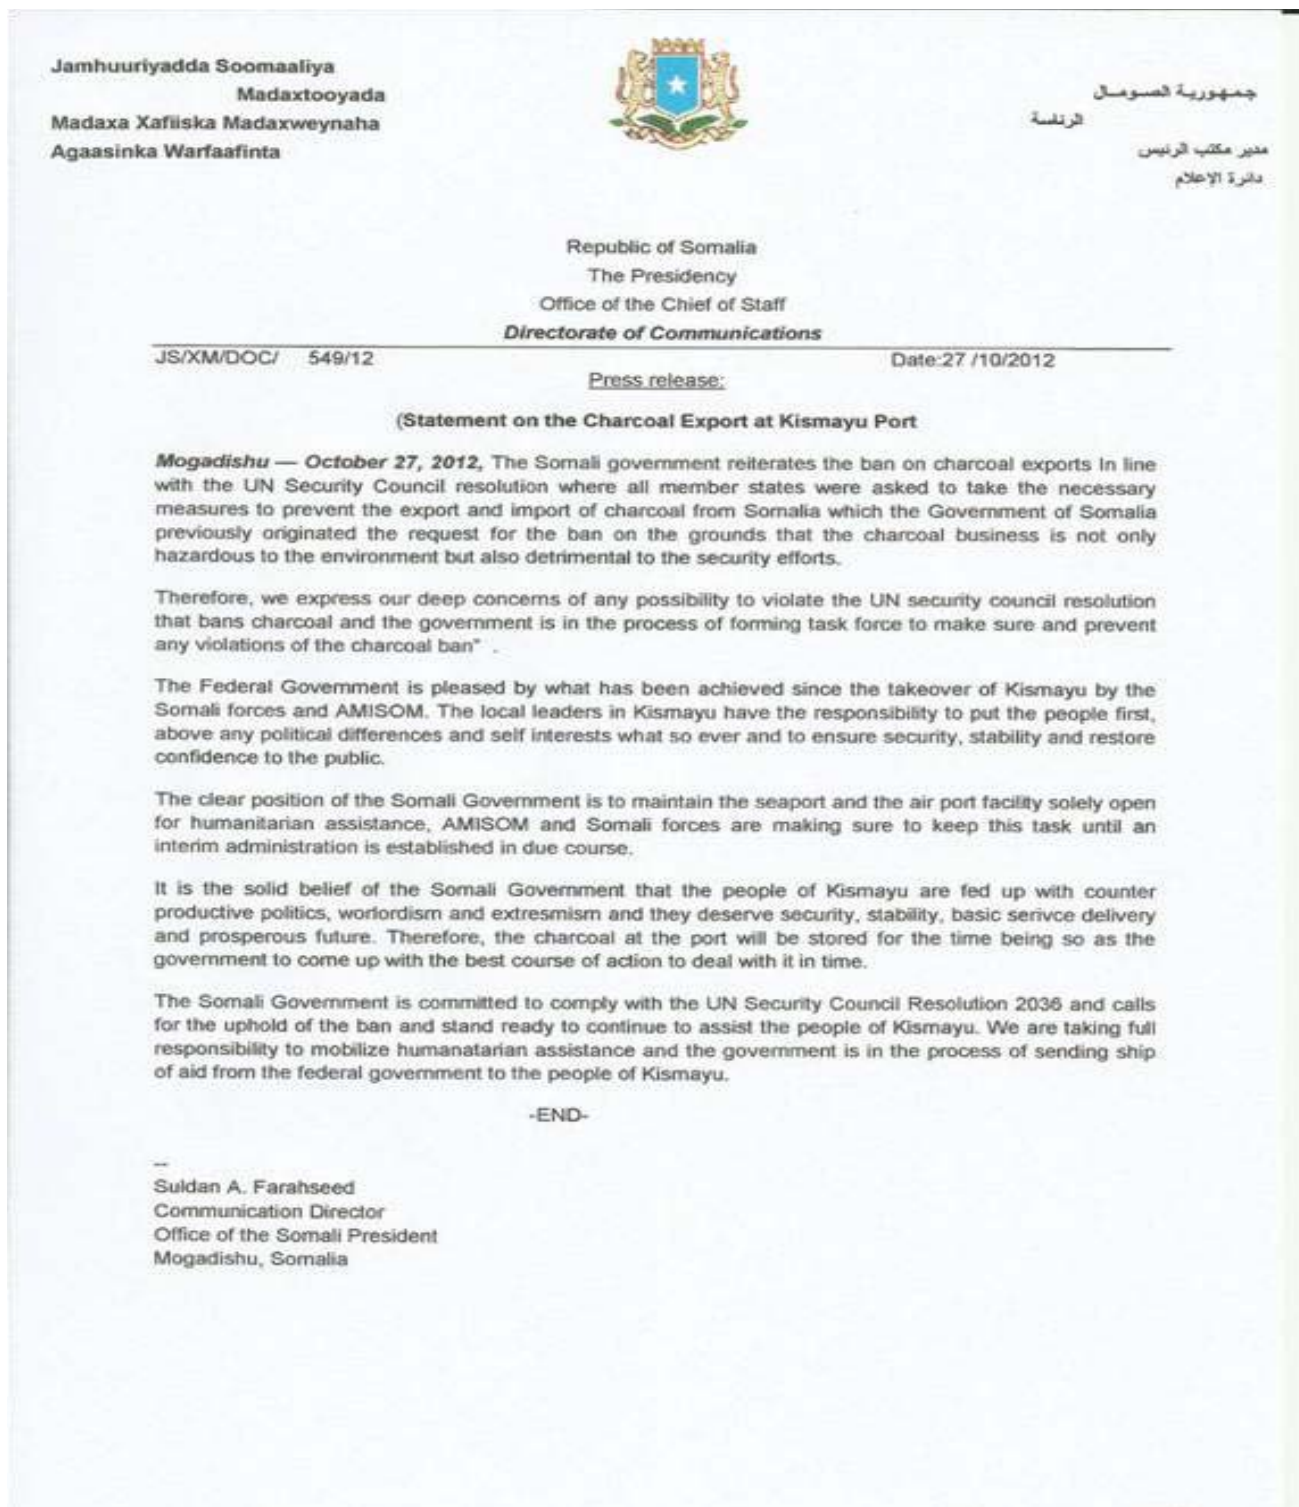 Jamhuuriyadda Soomaaliya
Madaxtooyada
Madaxa Xafiiska Madaxweynaha
Agaasinka Warfaafinta
جمهورية الصومال
الرئاسة
مدير مكتب الرئيس
دائرة الاعلام
Republic of Somalia
The Presidency
Office of the Chief of Staff
Directorate of Communications
JS/XM/DOC/ 549/12 Date:27 /10/2012
Press release:
(Statement on the Charcoal Export at Kismayu Port
Mogadishu — October 27, 2012, The Somali government reiterates the ban on charcoal exports In line
with the UN Security Council resolution where all member states were asked to take the necessary
measures to prevent the export and import of charcoal from Somalia which the Government of Somalia
previously originated the request for the ban on the grounds that the charcoal business is not only
hazardous to the environment but also detrimental to the security efforts.
Therefore, we express our deep concerns of any possibility to violate the UN security council resolution
that bans charcoal and the government is in the process of forming task force to make sure and prevent
any violations of the charcoal ban" .
The Federal Government is pleased by what has been achieved since the takeover of Kismayu by the
Somali forces and AMISOM. The local leaders in Kismayu have the responsibility to put the people first,
above any political differences and self interests what so ever and to ensure security, stability and restore
confidence to the public.
The clear position of the Somali Government is to maintain the seaport and the air port facility solely open
for humanitarian assistance, AMISOM and Somali forces are making sure to keep this task until an
interim administration is established in due course.
It is the solid belief of the Somali Government that the people of Kismayu are fed up with counter
productive politics, worlordism and extresmism and they deserve security, stability, basic serivce delivery
and prosperous future. Therefore, the charcoal at the port will be stored for the time being so as the
government to come up with the best course of action to deal with it in time.
The Somali Government is committed to comply with the UN Security Council Resolution 2036 and calls
for the uphold of the ban and stand ready to continue to assist the people of Kismayu. We are taking full
responsibility to mobilize humanatarian assistance and the government is in the process of sending ship
of aid from the federal government to the people of Kismayu.
-END-
--
Suldan A. Farahseed
Communication Director
Office of the Somali President
Mogadishu, Somalia